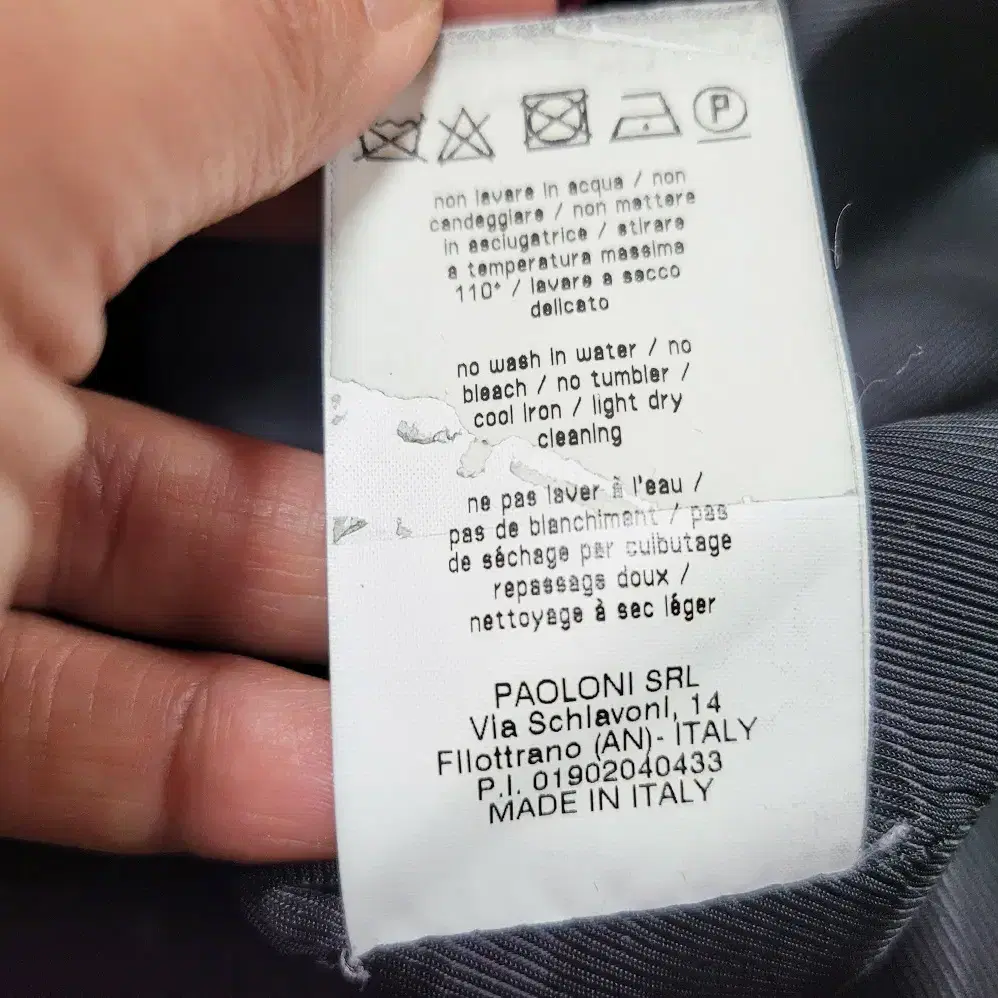 P
non lavare in acqua / non
candeggiare / non mettere
in asciugatrice / stirare
a temperatura massima
110° / lavare a secco
delicato
no wash in water / no
bleach / no tumbler /
cool iron / light dry
cleaning
ne pas laver à l'eau /
pas de blanchiment / pas
de séchage par culbutage
repassage doux /
nettoyage à sec léger
PAOLONI SRL
Via Schiavoni, 14
Filottrano (AN)- ITALY
P.I. 01902040433
MADE IN ITALY